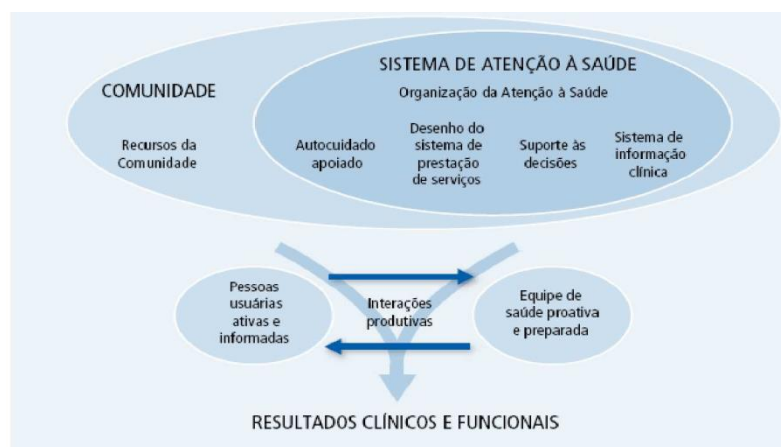 SISTEMA DE ATENÇÃO À SAÚDE
COMUNIDADE
Organização da Atenção à Saúde
Recursos da
Comunidade
Autocuidado
apoiado
Desenho do
sistema de
prestação
de serviços
Suporte às
decisões
Sistema de
informação
clínica
Pessoas
usuárias
ativas e
informadas
Interações
produtivas
Equipe de
saúde proativa
e preparada
RESULTADOS CLÍNICOS E FUNCIONAIS